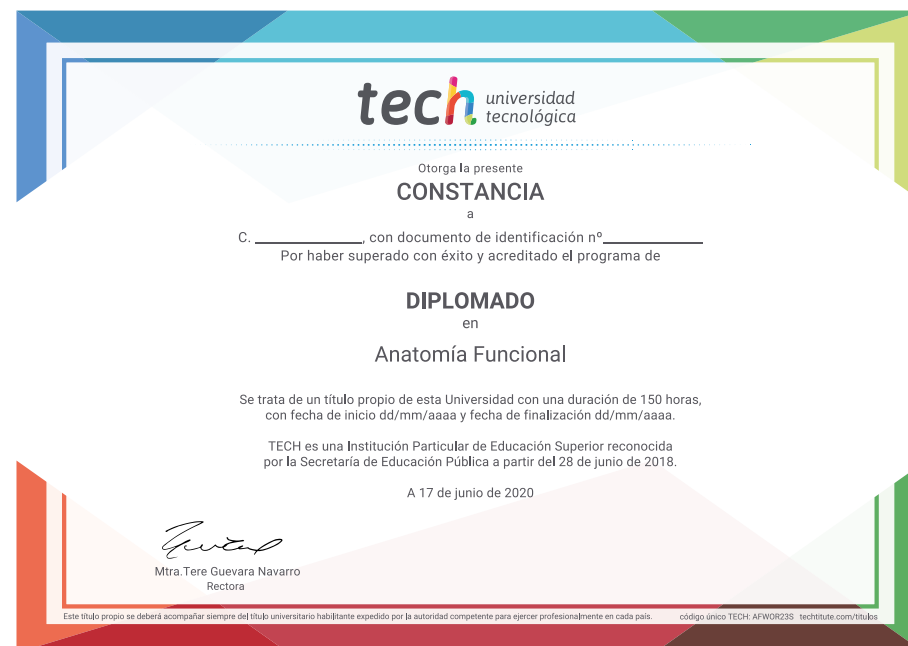 tech universidad
tecnológica
Otorga la presente
CONSTANCIA
a
C. ____________, con documento de identificación nº____________
Por haber superado con éxito y acreditado el programa de
DIPLOMADO
en
Anatomía Funcional
Se trata de un título propio de esta Universidad con una duración de 150 horas,
con fecha de inicio dd/mm/aaaa y fecha de finalización dd/mm/aaaa.
TECH es una Institución Particular de Educación Superior reconocida
por la Secretaría de Educación Pública a partir del 28 de junio de 2018.
A 17 de junio de 2020
Mtra.Tere Guevara Navarro
Rectora
Este título propio se deberá acompañar siempre del título universitario habilitante expedido por la autoridad competente para ejercer profesionalmente en cada país. código único TECH: AFWOR23S techtitute.com/titulos